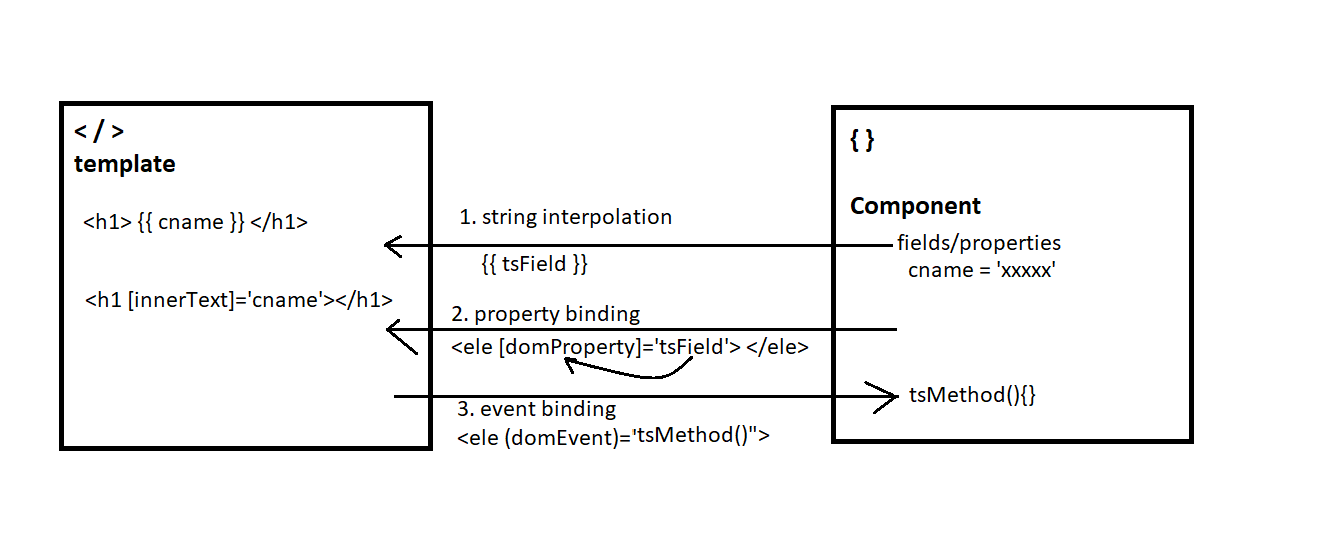 </>
template
<h1> {{ cname }} </h1>
<h1 [innerText]='cname'></h1>
1. string interpolation
{{ tsField }}
2. property binding
<ele [domProperty]='tsField'> </ele>
3. event binding
<ele (domEvent)='tsMethod()">
{ }
Component
fields/properties
cname = 'xxxxx'
tsMethod(){}